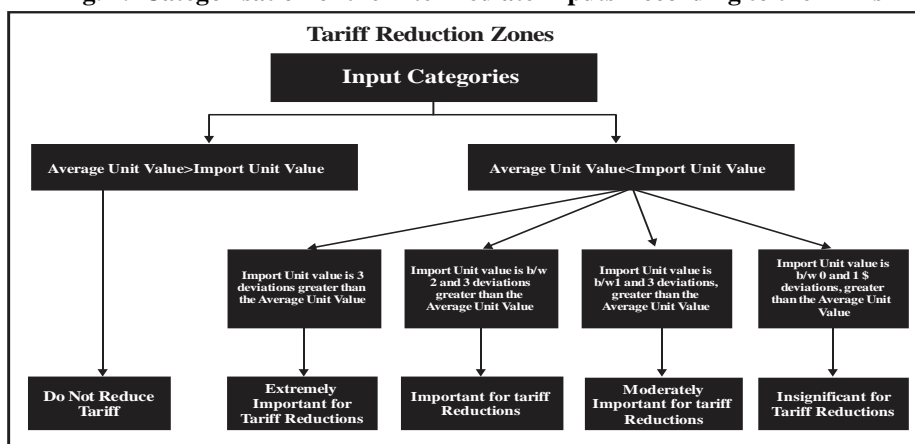 Tariff Reduction Zones
Input Categories
Average Unit Value>Import Unit Value
Average Unit Value<Import Unit Value
Import Unit value is 3
deviations greater than
the Average Unit Value
Import Unit value is b/w
2 and 3 deviations
greater than the
Average Unit Value
Import Unit value is
b/w1 and 3 deviations,
greater than the
Average Unit Value
Import Unit value is
b/w 0 and 1 $
deviations, greater
than the Average Unit
Value
Do Not Reduce
Tariff
Extremely
Important for
Tariff Reductions
Important for tariff
Reductions
Moderately
Important for tariff
Reductions
Insignificant for
Tariff Reductions